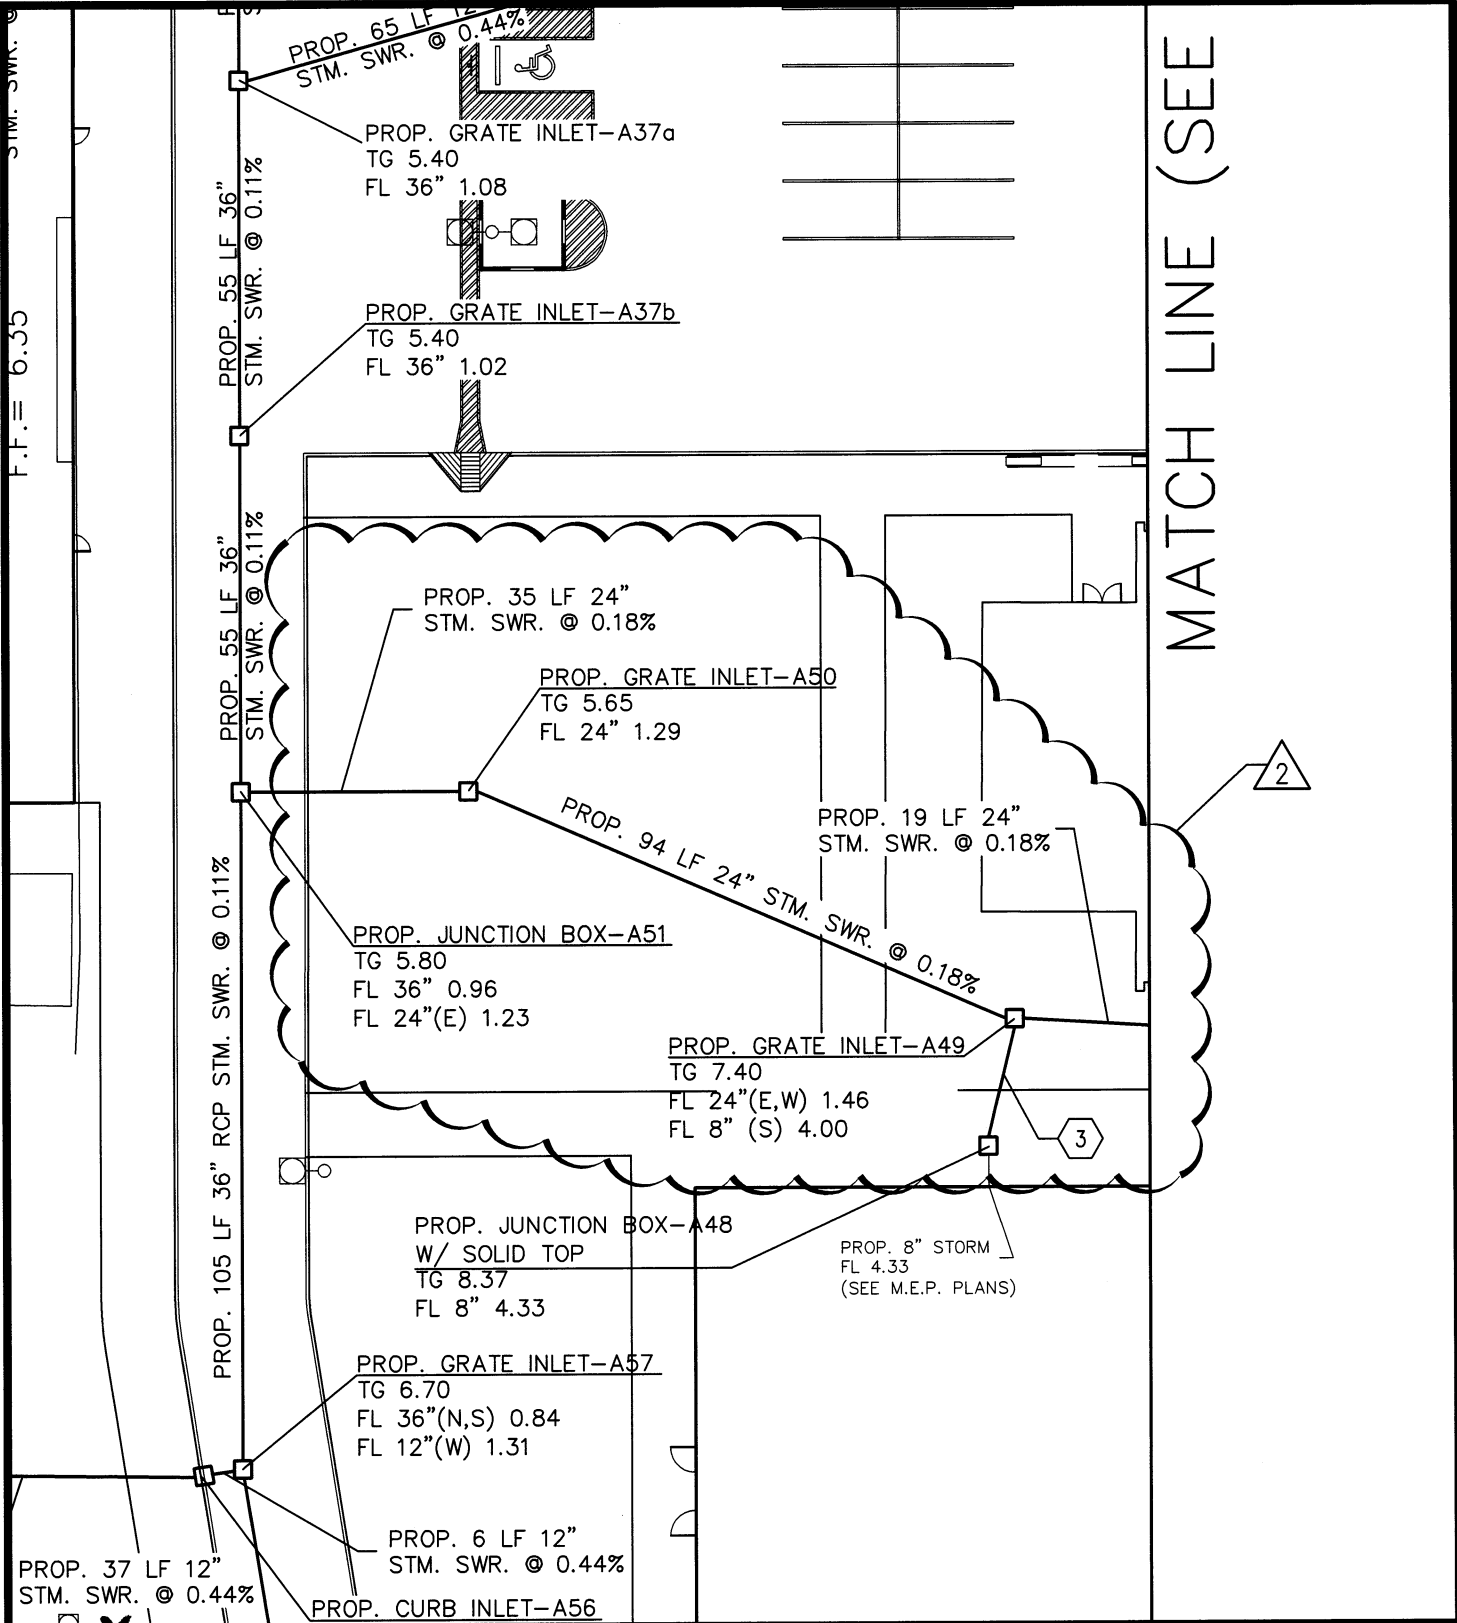 PROP. 65 LF 12"
STM. SWR. @ 0.44%
STM. SWR. @
PROP. GRATE INLET-A37a
TG 5.40
FL 36" 1.08
PROP. 55 LF 36"
STM. SWR. @ 0.11%
PROP. GRATE INLET-A37b
TG 5.40
FL 36" 1.02
F.F.= 6.35
MATCH LINE (SEE
PROP. 55 LF 36"
STM. SWR. @ 0.11%
PROP. 35 LF 24"
STM. SWR. @ 0.18%
PROP. GRATE INLET-A50
TG 5.65
FL 24" 1.29
2
PROP. 94 LF 24" STM. SWR. @ 0.18%
PROP. 19 LF 24"
STM. SWR. @ 0.18%
PROP. JUNCTION BOX-A51
TG 5.80
FL 36" 0.96
FL 24"(E) 1.23
PROP. 105 LF 36" RCP STM. SWR. @ 0.11%
PROP. GRATE INLET-A49
TG 7.40
FL 24"(E,W) 1.46
FL 8" (S) 4.00
3
PROP. JUNCTION BOX-A48
W/ SOLID TOP
TG 8.37
FL 8" 4.33
PROP. 8" STORM
FL 4.33
(SEE M.E.P. PLANS)
PROP. GRATE INLET-A57
TG 6.70
FL 36"(N,S) 0.84
FL 12"(W) 1.31
PROP. 6 LF 12"
STM. SWR. @ 0.44%
PROP. 37 LF 12"
STM. SWR. @ 0.44%
PROP. CURB INLET-A56